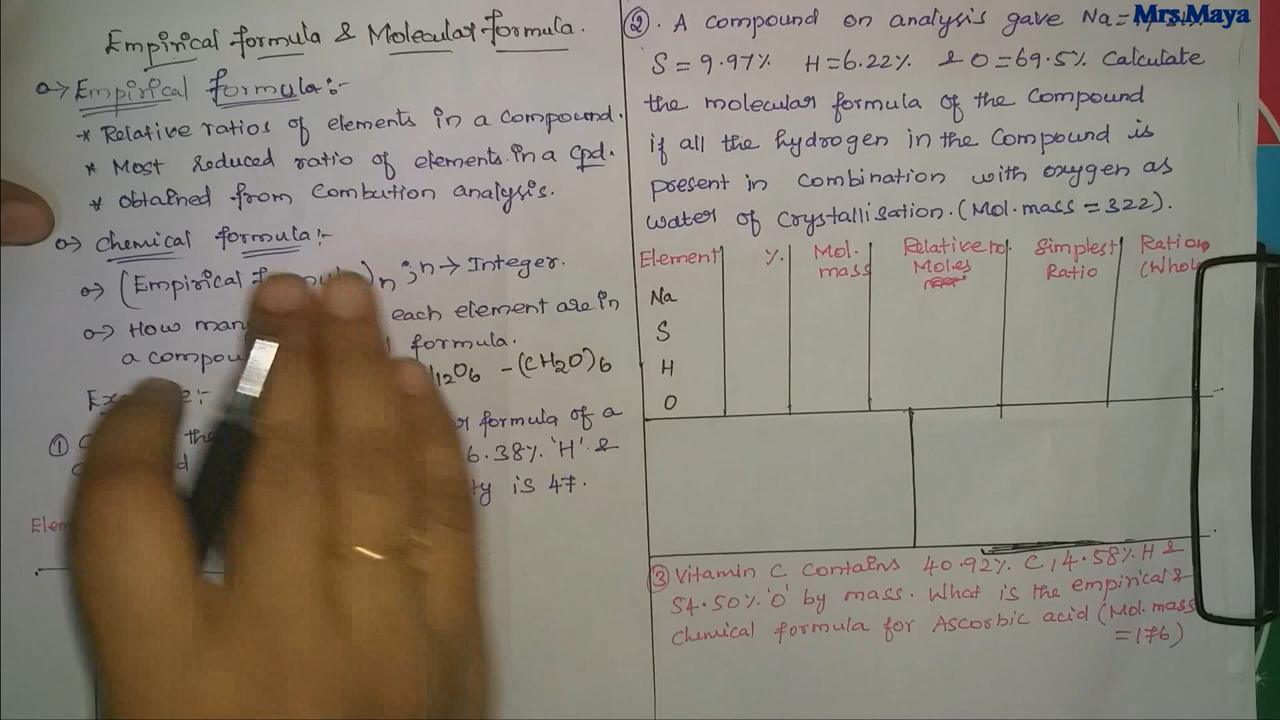 Empirical formula & Molecular formula.
a→ Empirical formula:-
* Relative ratios of elements in a compound.
* Most reduced ratio of elements in a cpd.
* obtained from Combution analysis.
a→ Chemical formula:-
a→ (Empirical n ; n → Integer.
a→ How each element are in
a formula.
- (CH2O)6
①
formula of a
6.38% 'H' &
is 47.
②. A compound on analysis gave Na=
S = 9.97% H=6.22% & O=69.5% Calculate
the molecular formula of the Compound
if all the hydrogen in the Compound is
present in combination with oxygen as
water of crystallisation. (Mol. mass = 322).
Element % Mol. mass Relative no. Moles Simplest Ratio Ratio (Whole
Na
S
H
O
③ Vitamin C contains 40.92% C, 4.58% H &
54.50% 'O' by mass. What is the empirical &
chemical formula for Ascorbic acid (Mol. mass
=176)
Mrs.Maya